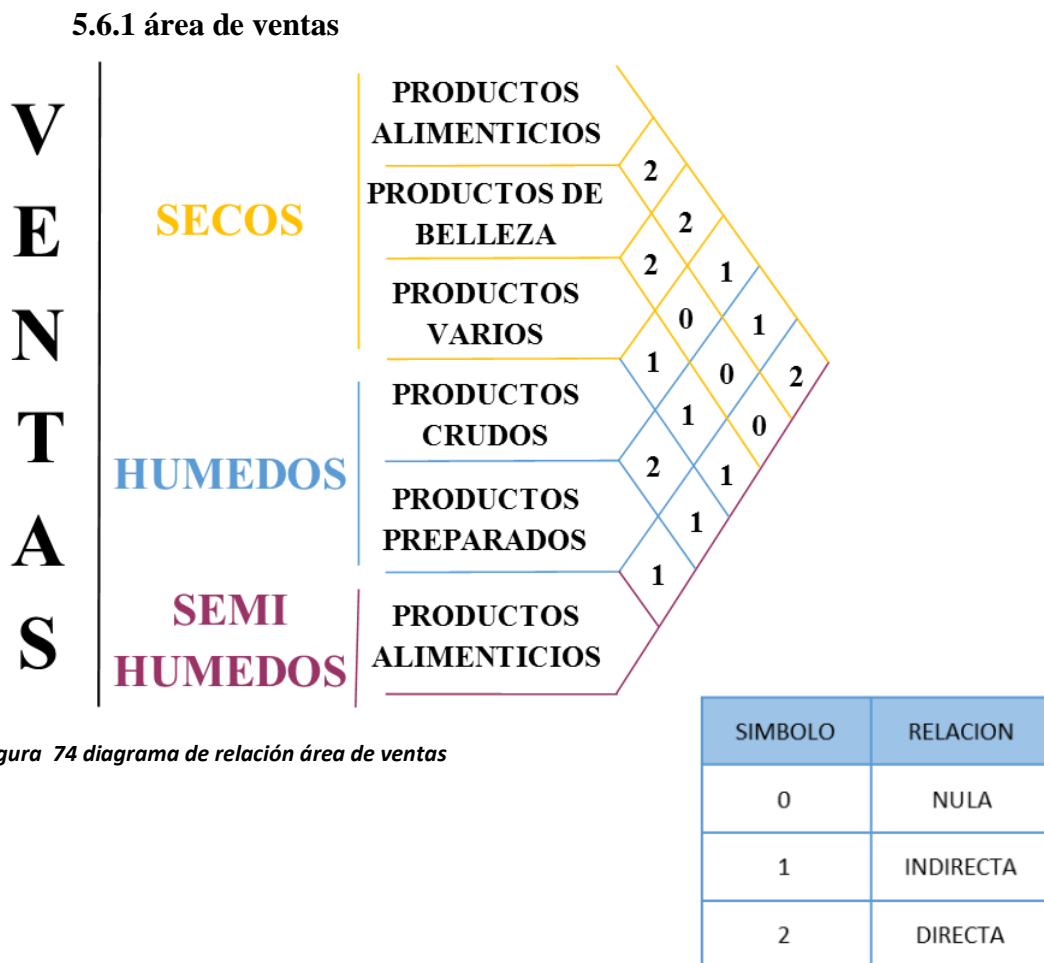 5.6.1 área de ventas
V
E
N
T
A
S
SECOS
PRODUCTOS
ALIMENTICIOS
PRODUCTOS DE
BELLEZA
PRODUCTOS
VARIOS
HUMEDOS
PRODUCTOS
CRUDOS
PRODUCTOS
PREPARADOS
SEMI
HUMEDOS
PRODUCTOS
ALIMENTICIOS
2
2
2
1
0
1
1
0
2
1
0
2
1
1
1
gura 74 diagrama de relación área de ventas
SIMBOLO RELACION
0 NULA
1 INDIRECTA
2 DIRECTA